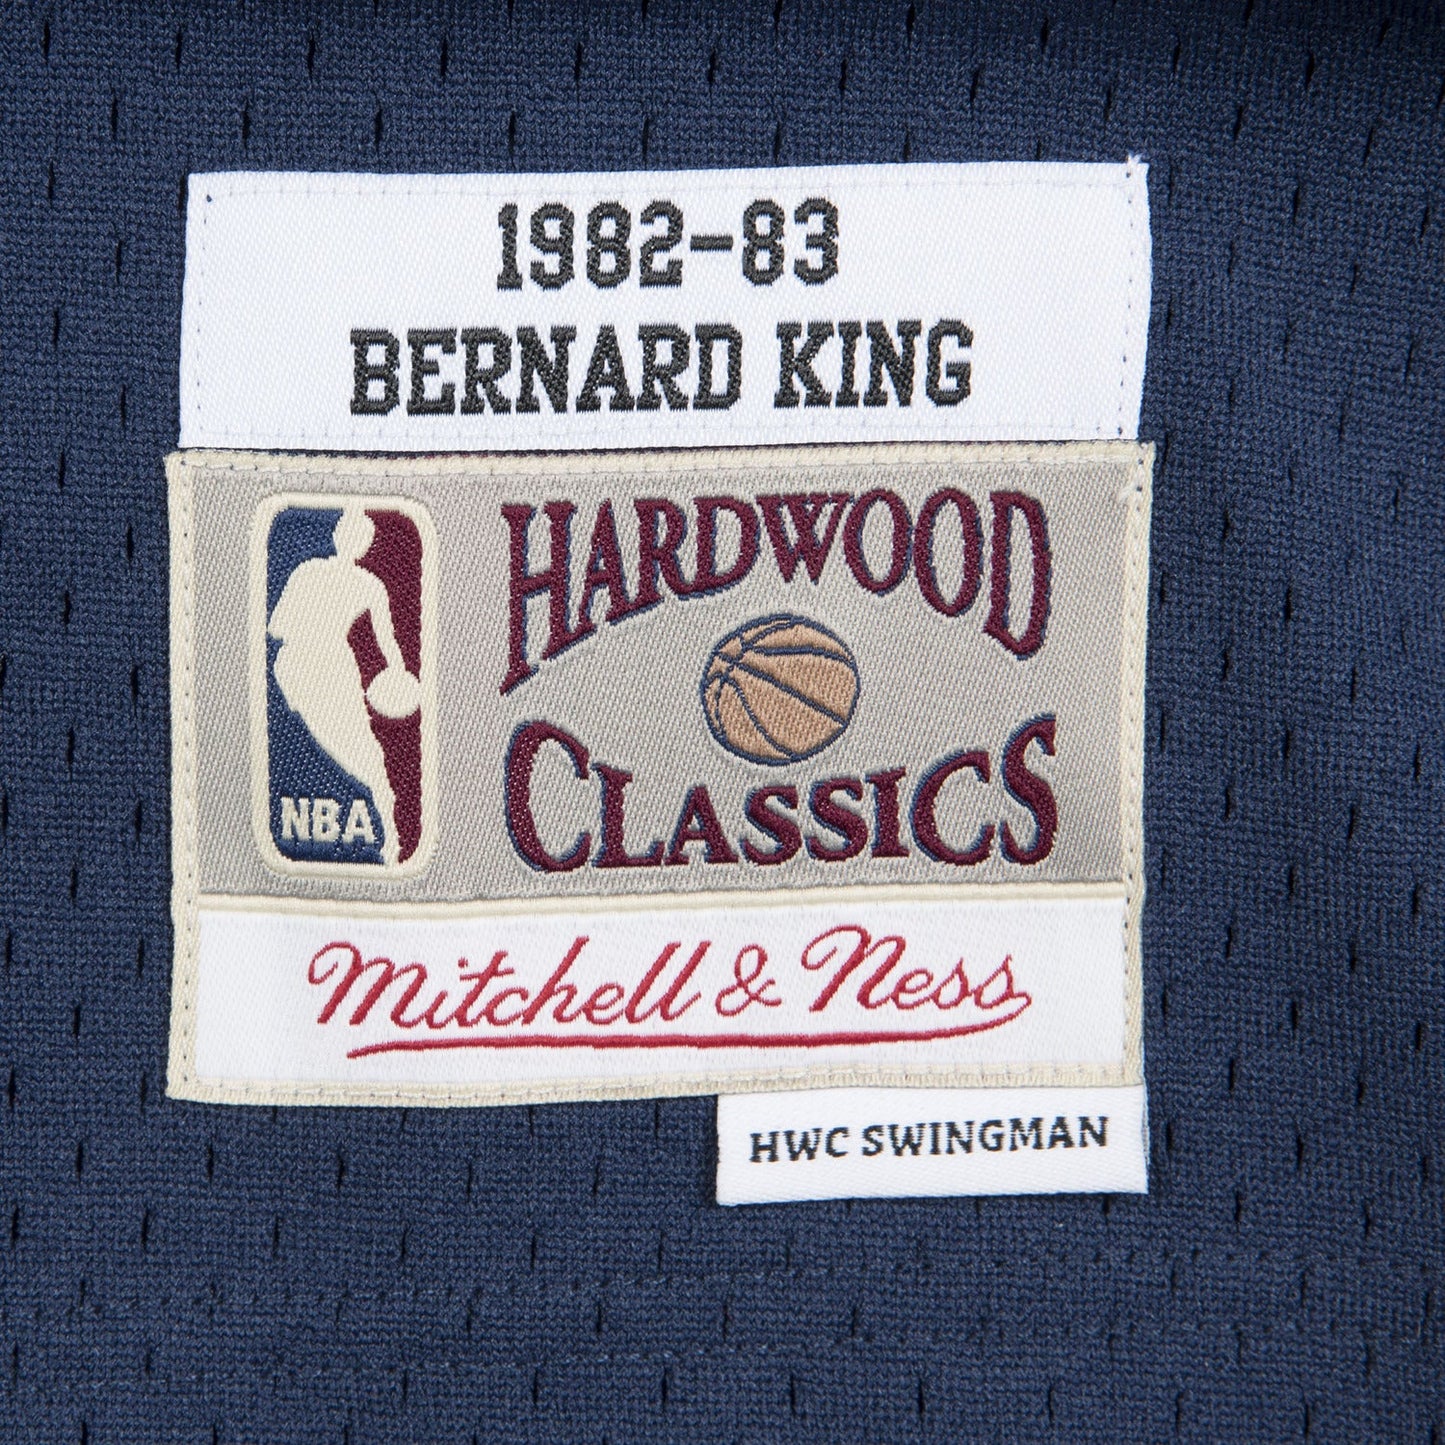 1982-83
BERNARD KING
HARDWOOD
CLASSICS
NBA
Mitchell & Ness
HWC SWINGMAN